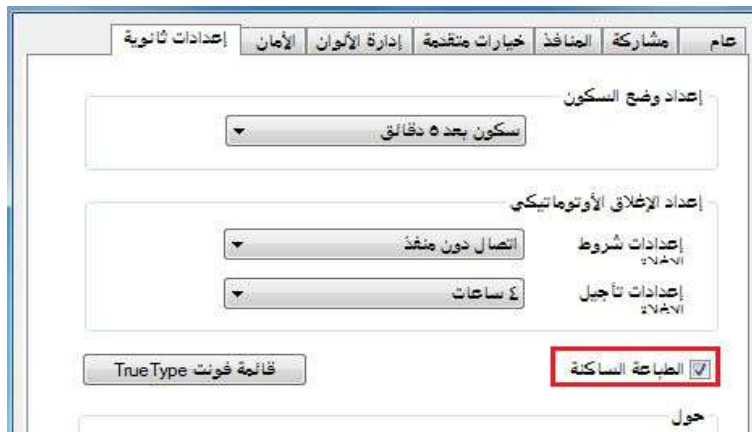 عام مشاركة المنافذ خيارات متقدمة إدارة الألوان الأمان إعدادات ثانوية
إعداد وضع السكون
سكون بعد ٥ دقائق
إعداد الإغلاق الأوتوماتيكي
إعدادات شروط اتصال دون منفذ
إعدادات تأجيل ٤ ساعات
الطباعة الساكنة قائمة فونت TrueType
حول